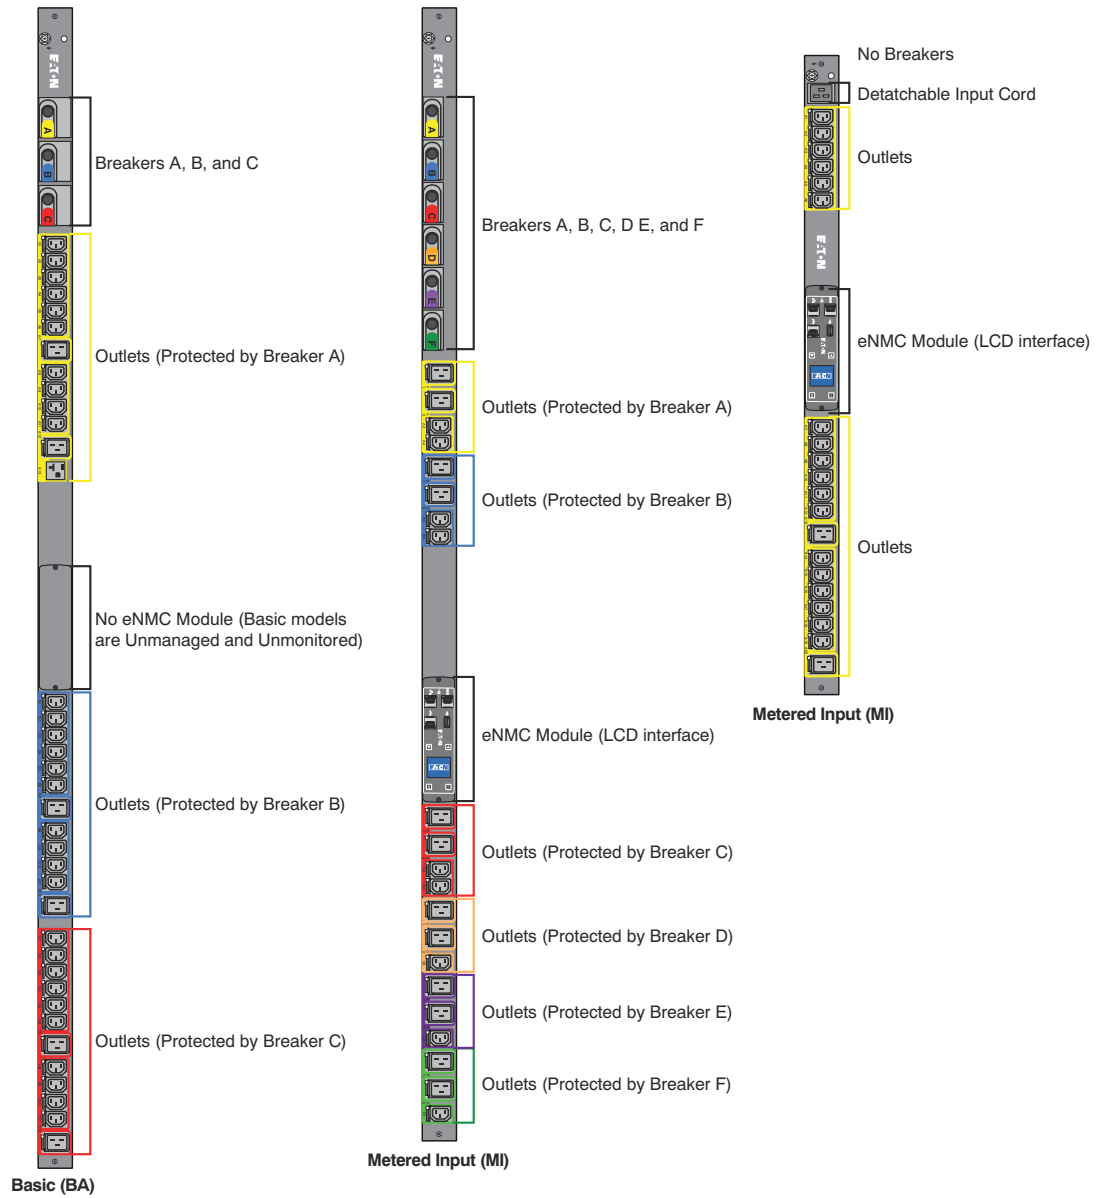 E·T·N
A
B
C
Breakers A, B, and C
Outlets (Protected by Breaker A)
No eNMC Module (Basic models
are Unmanaged and Unmonitored)
Outlets (Protected by Breaker B)
Outlets (Protected by Breaker C)
Basic (BA)
E·T·N
A
B
C
D
E
F
Breakers A, B, C, D E, and F
Outlets (Protected by Breaker A)
Outlets (Protected by Breaker B)
E·T·N
eNMC Module (LCD interface)
Outlets (Protected by Breaker C)
Outlets (Protected by Breaker D)
Outlets (Protected by Breaker E)
Outlets (Protected by Breaker F)
Metered Input (MI)
No Breakers
Detatchable Input Cord
Outlets
E·T·N
E·T·N
eNMC Module (LCD interface)
Outlets
Metered Input (MI)